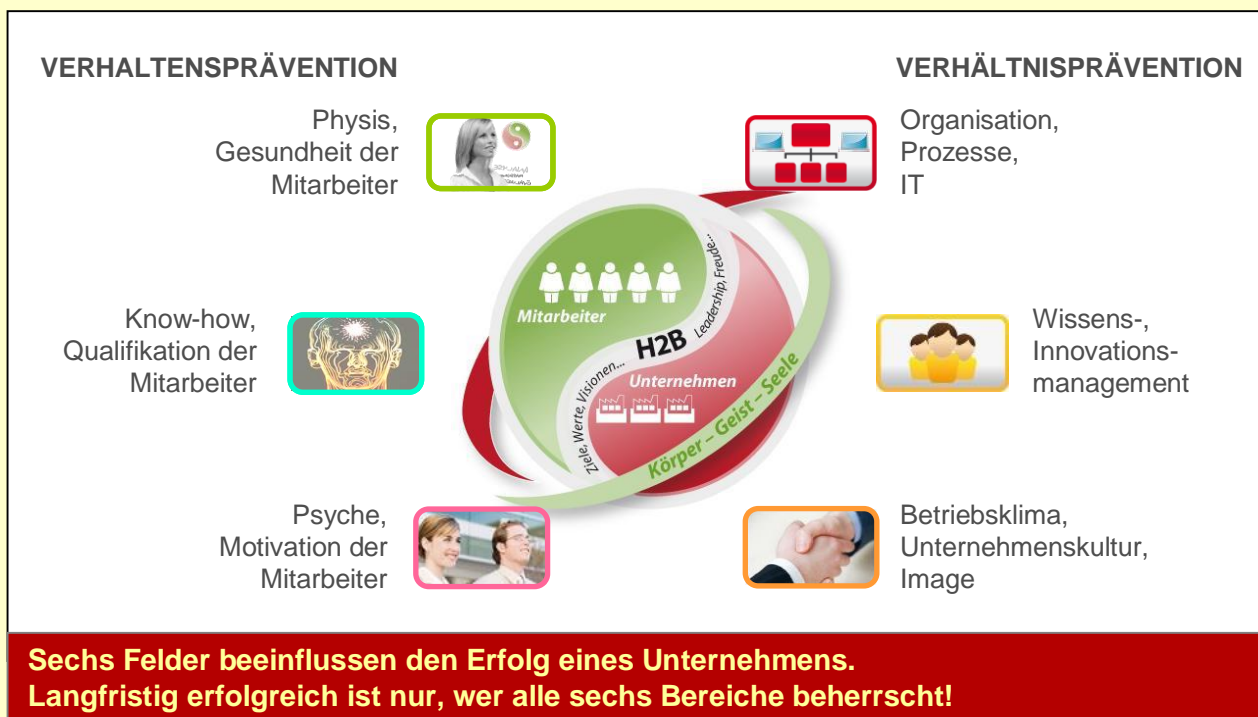 VERHALTENSPRÄVENTION
VERHÄLTNISPRÄVENTION
Physis,
Gesundheit der
Mitarbeiter
Organisation,
Prozesse,
IT
Know-how,
Qualifikation der
Mitarbeiter
Mitarbeiter
Leadership, Freude...
H2B
Ziele, Werte, Visionen...
Unternehmen
Körper – Geist – Seele
Wissens-,
Innovations-
management
Psyche,
Motivation der
Mitarbeiter
Betriebsklima,
Unternehmenskultur,
Image
Sechs Felder beeinflussen den Erfolg eines Unternehmens.
Langfristig erfolgreich ist nur, wer alle sechs Bereiche beherrscht!